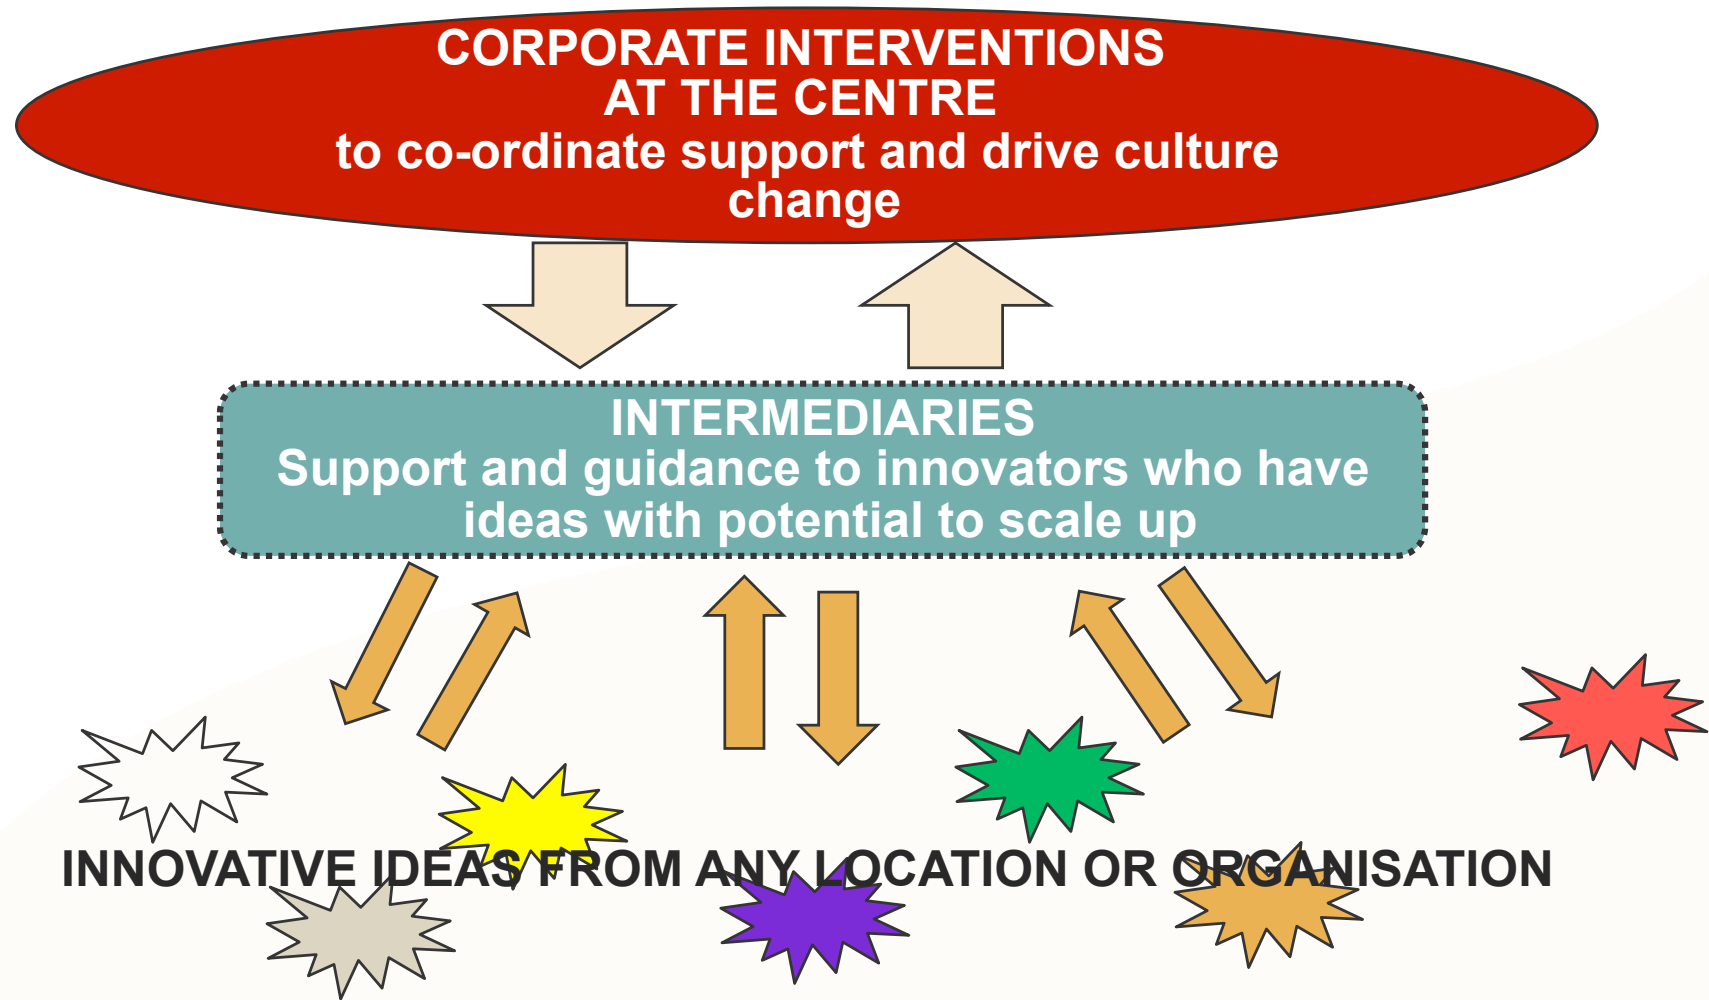 CORPORATE INTERVENTIONS
AT THE CENTRE
to co-ordinate support and drive culture
change
INTERMEDIARIES
Support and guidance to innovators who have
ideas with potential to scale up
INNOVATIVE IDEAS FROM ANY LOCATION OR ORGANISATION